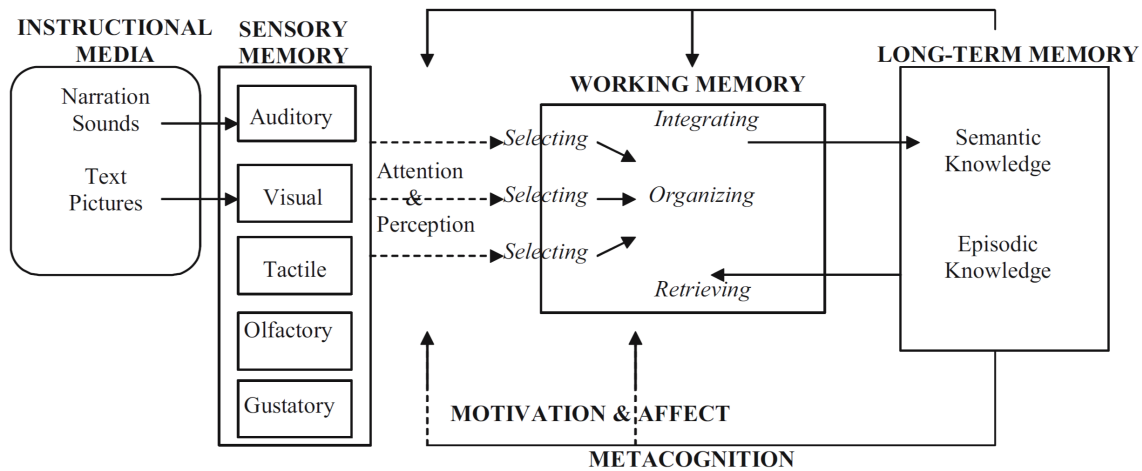 INSTRUCTIONAL
MEDIA
Narration
Sounds
Text
Pictures
SENSORY
MEMORY
Auditory
Visual
Tactile
Olfactory
Gustatory
Attention
&
Perception
Selecting
Selecting
Selecting
WORKING MEMORY
Integrating
Organizing
Retrieving
LONG-TERM MEMORY
Semantic
Knowledge
Episodic
Knowledge
MOTIVATION & AFFECT
METACOGNITION